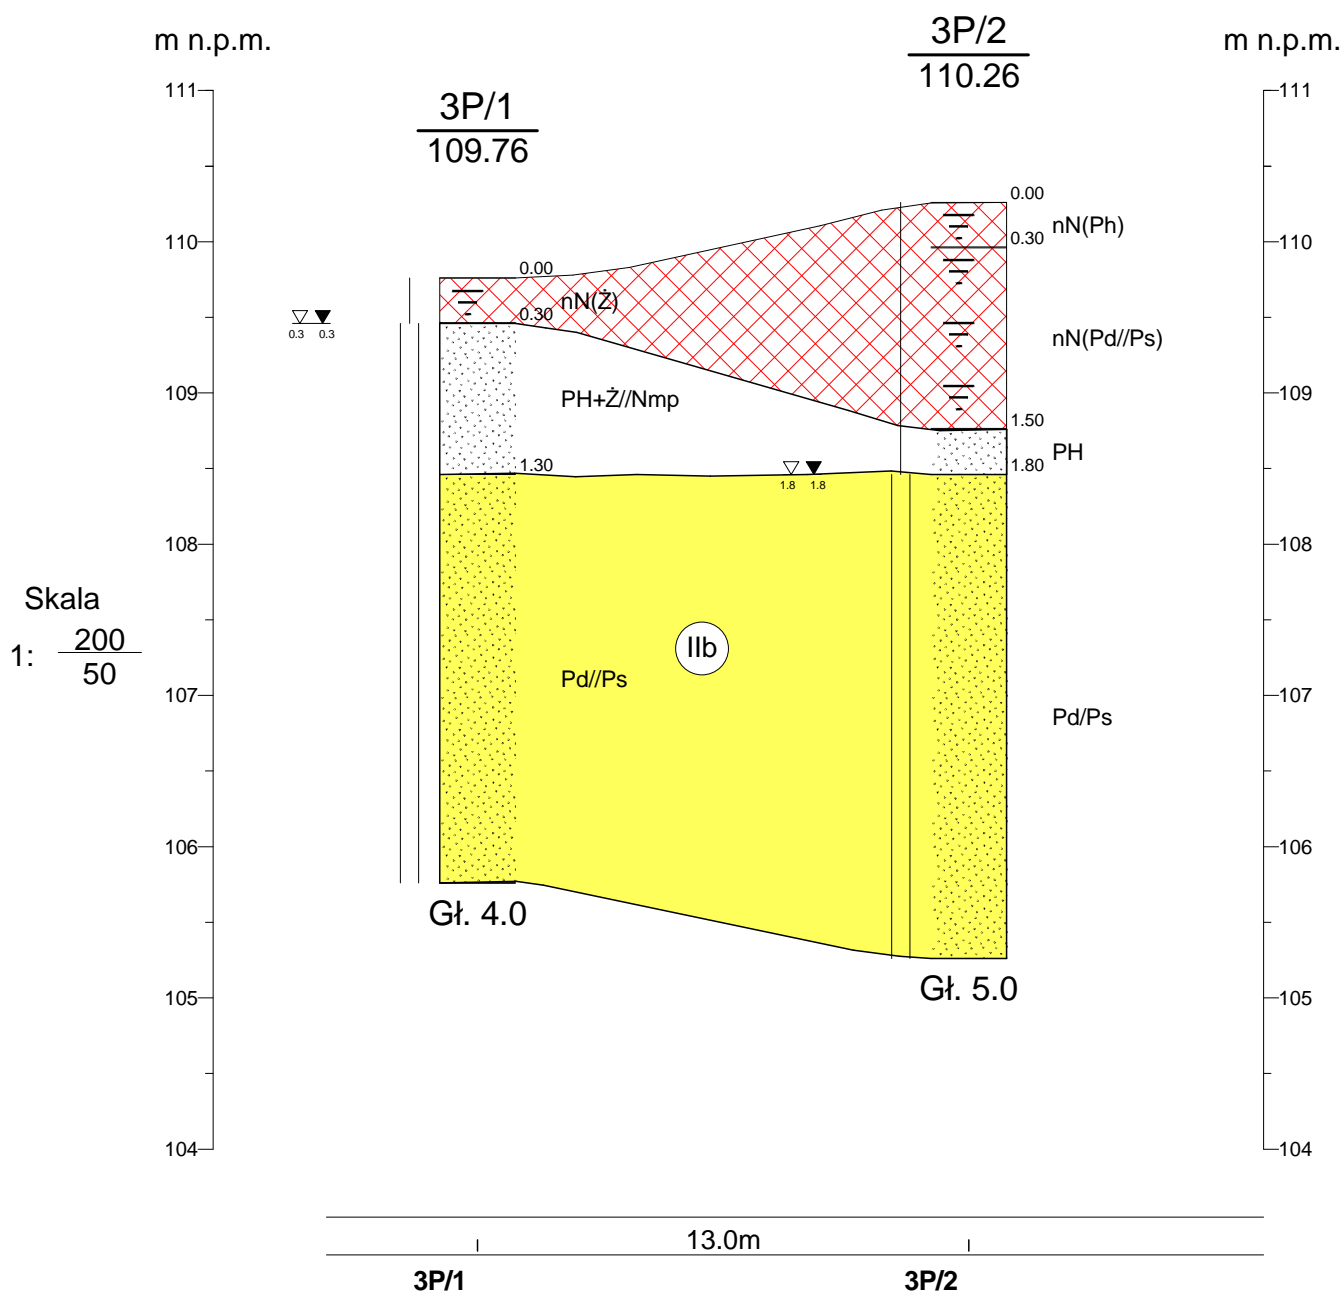 m n.p.m.
3P/2
110.26
m n.p.m.
3P/1
109.76
111
111
0.00
nN(Ph)
0.30
110
110
0.00
nN(Ż)
0.30
0.3 0.3
nN(Pd//Ps)
109
109
PH+Ż//Nmp
1.50
PH
1.30
1.80
1.8 1.8
108
108
Skala
1: 200
50
IIb
Pd//Ps
107
107
Pd/Ps
106
106
Gł. 4.0
Gł. 5.0
105
105
104
104
13.0m
3P/1
3P/2